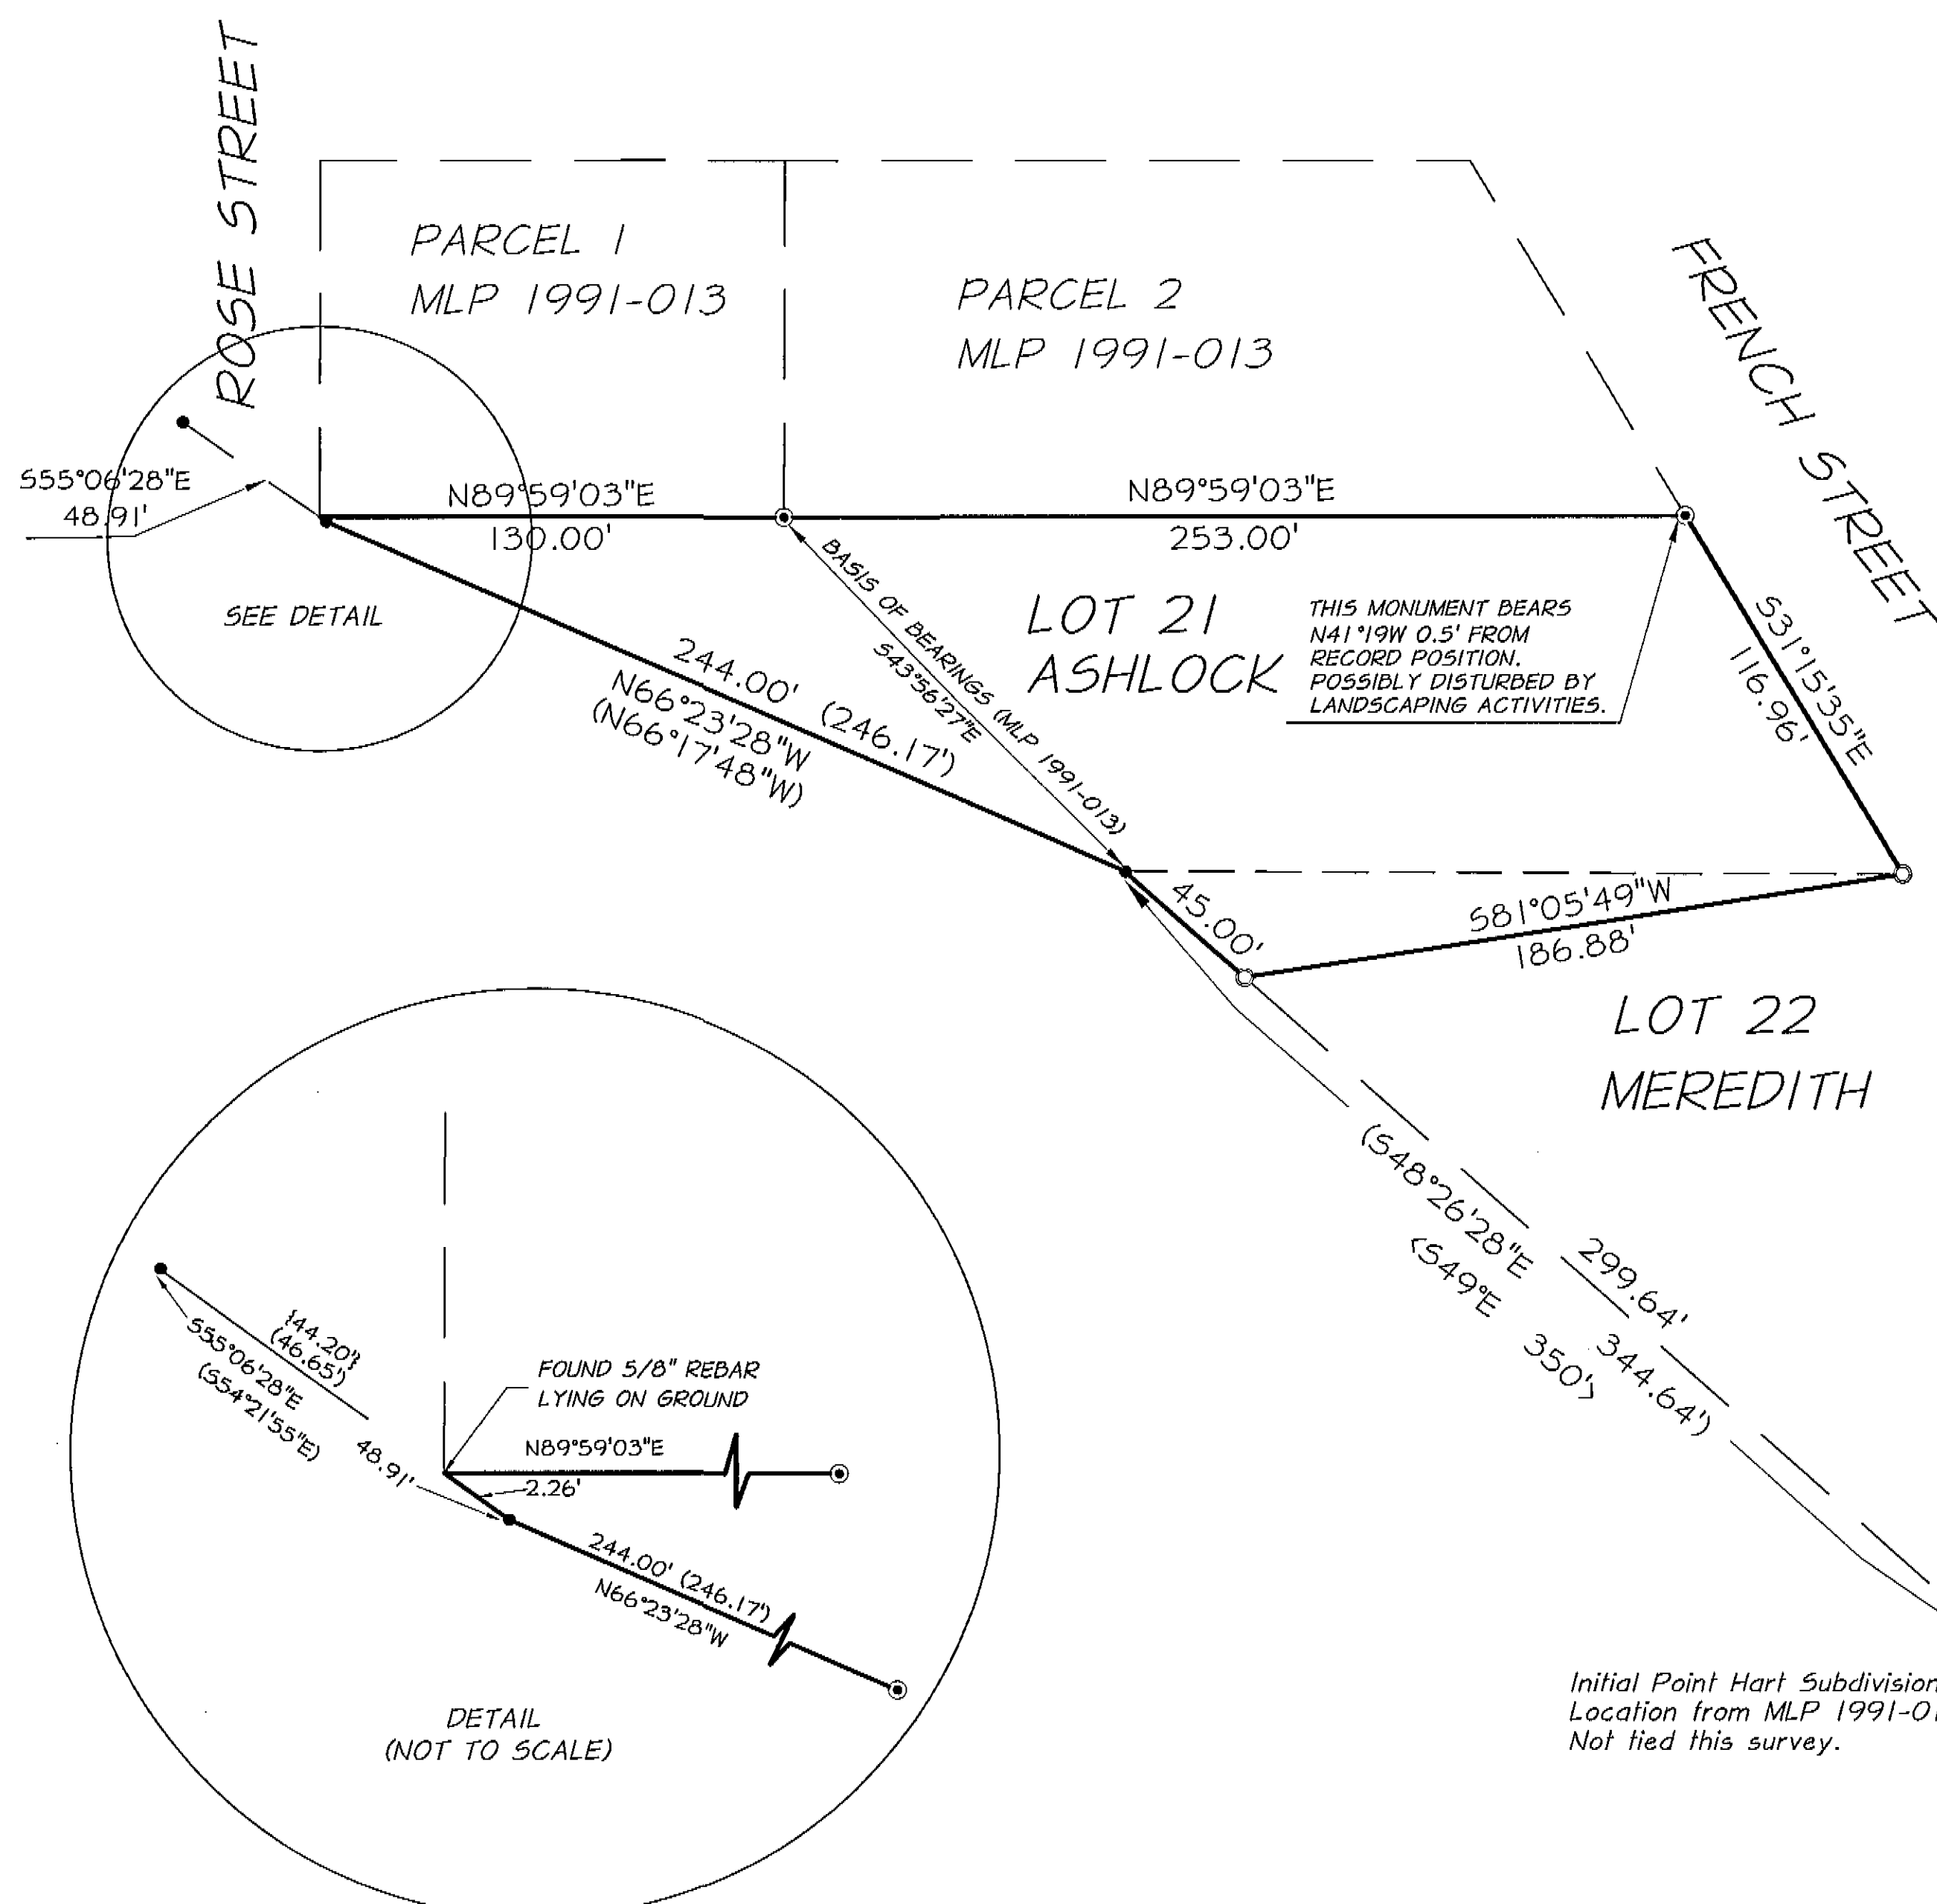 ROSE STREET
PARCEL 1
MLP 1991-013
PARCEL 2
MLP 1991-013
FRENCH STREET
S55°06'28"E
48.91'
N89°59'03"E
130.00'
N89°59'03"E
253.00'
SEE DETAIL
BASIS OF BEARINGS (MLP 1991-013)
S43°56'27"E
LOT 21
ASHLOCK
THIS MONUMENT BEARS
N41°19W 0.5' FROM
RECORD POSITION.
POSSIBLY DISTURBED BY
LANDSCAPING ACTIVITIES.
S31°15'35"E
116.96'
244.00' (246.17')
N66°23'28"W
(N66°17'48"W)
45.00'
S81°05'49"W
186.88'
LOT 22
MEREDITH
299.64'
(S48°26'28"E 344.64')
<S49°E 350'>
{44.20'}
(46.65')
S55°06'28"E
(S54°21'55"E)
48.91'
FOUND 5/8" REBAR
LYING ON GROUND
N89°59'03"E
2.26'
244.00' (246.17')
N66°23'28"W
DETAIL
(NOT TO SCALE)
Initial Point Hart Subdivision
Location from MLP 1991-01
Not tied this survey.